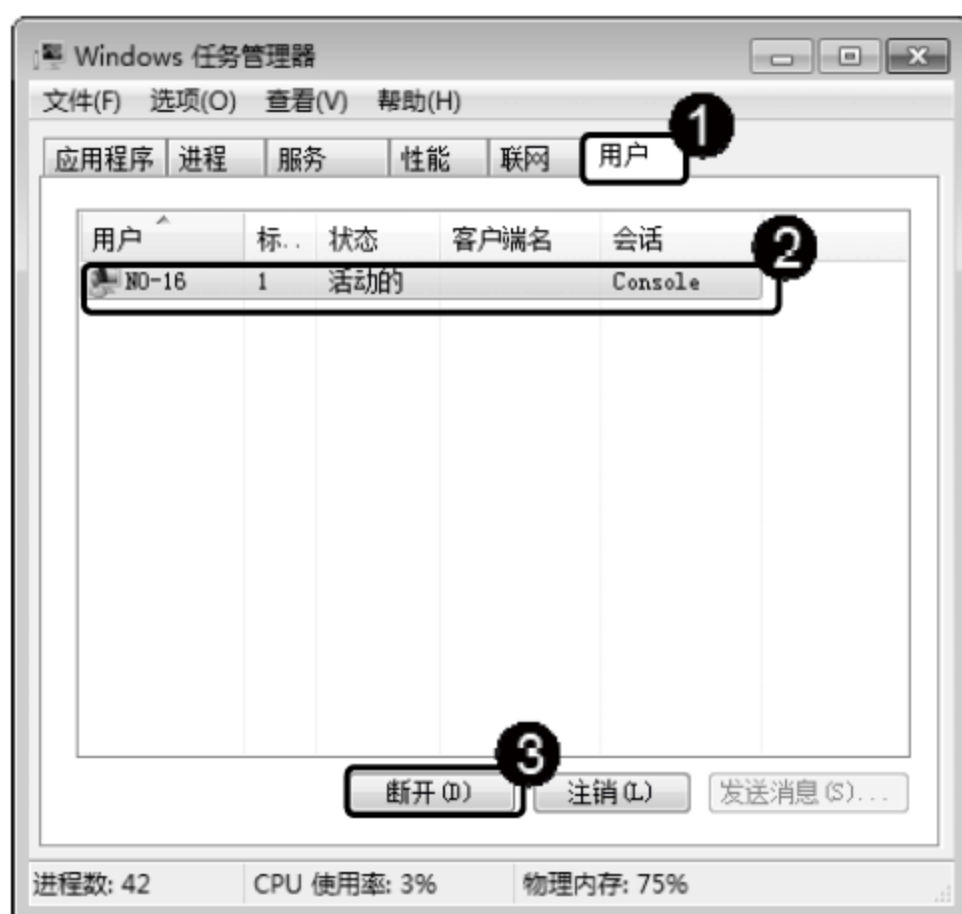 Windows 任务管理器
文件(F) 选项(O) 查看(V) 帮助(H)
1
应用程序 进程 服务 性能 联网 用户
用户 标.. 状态 客户端名 会话
2
NO-16 1 活动的 Console
3
断开(D) 注销(L) 发送消息(S)...
进程数: 42 CPU 使用率: 3% 物理内存: 75%